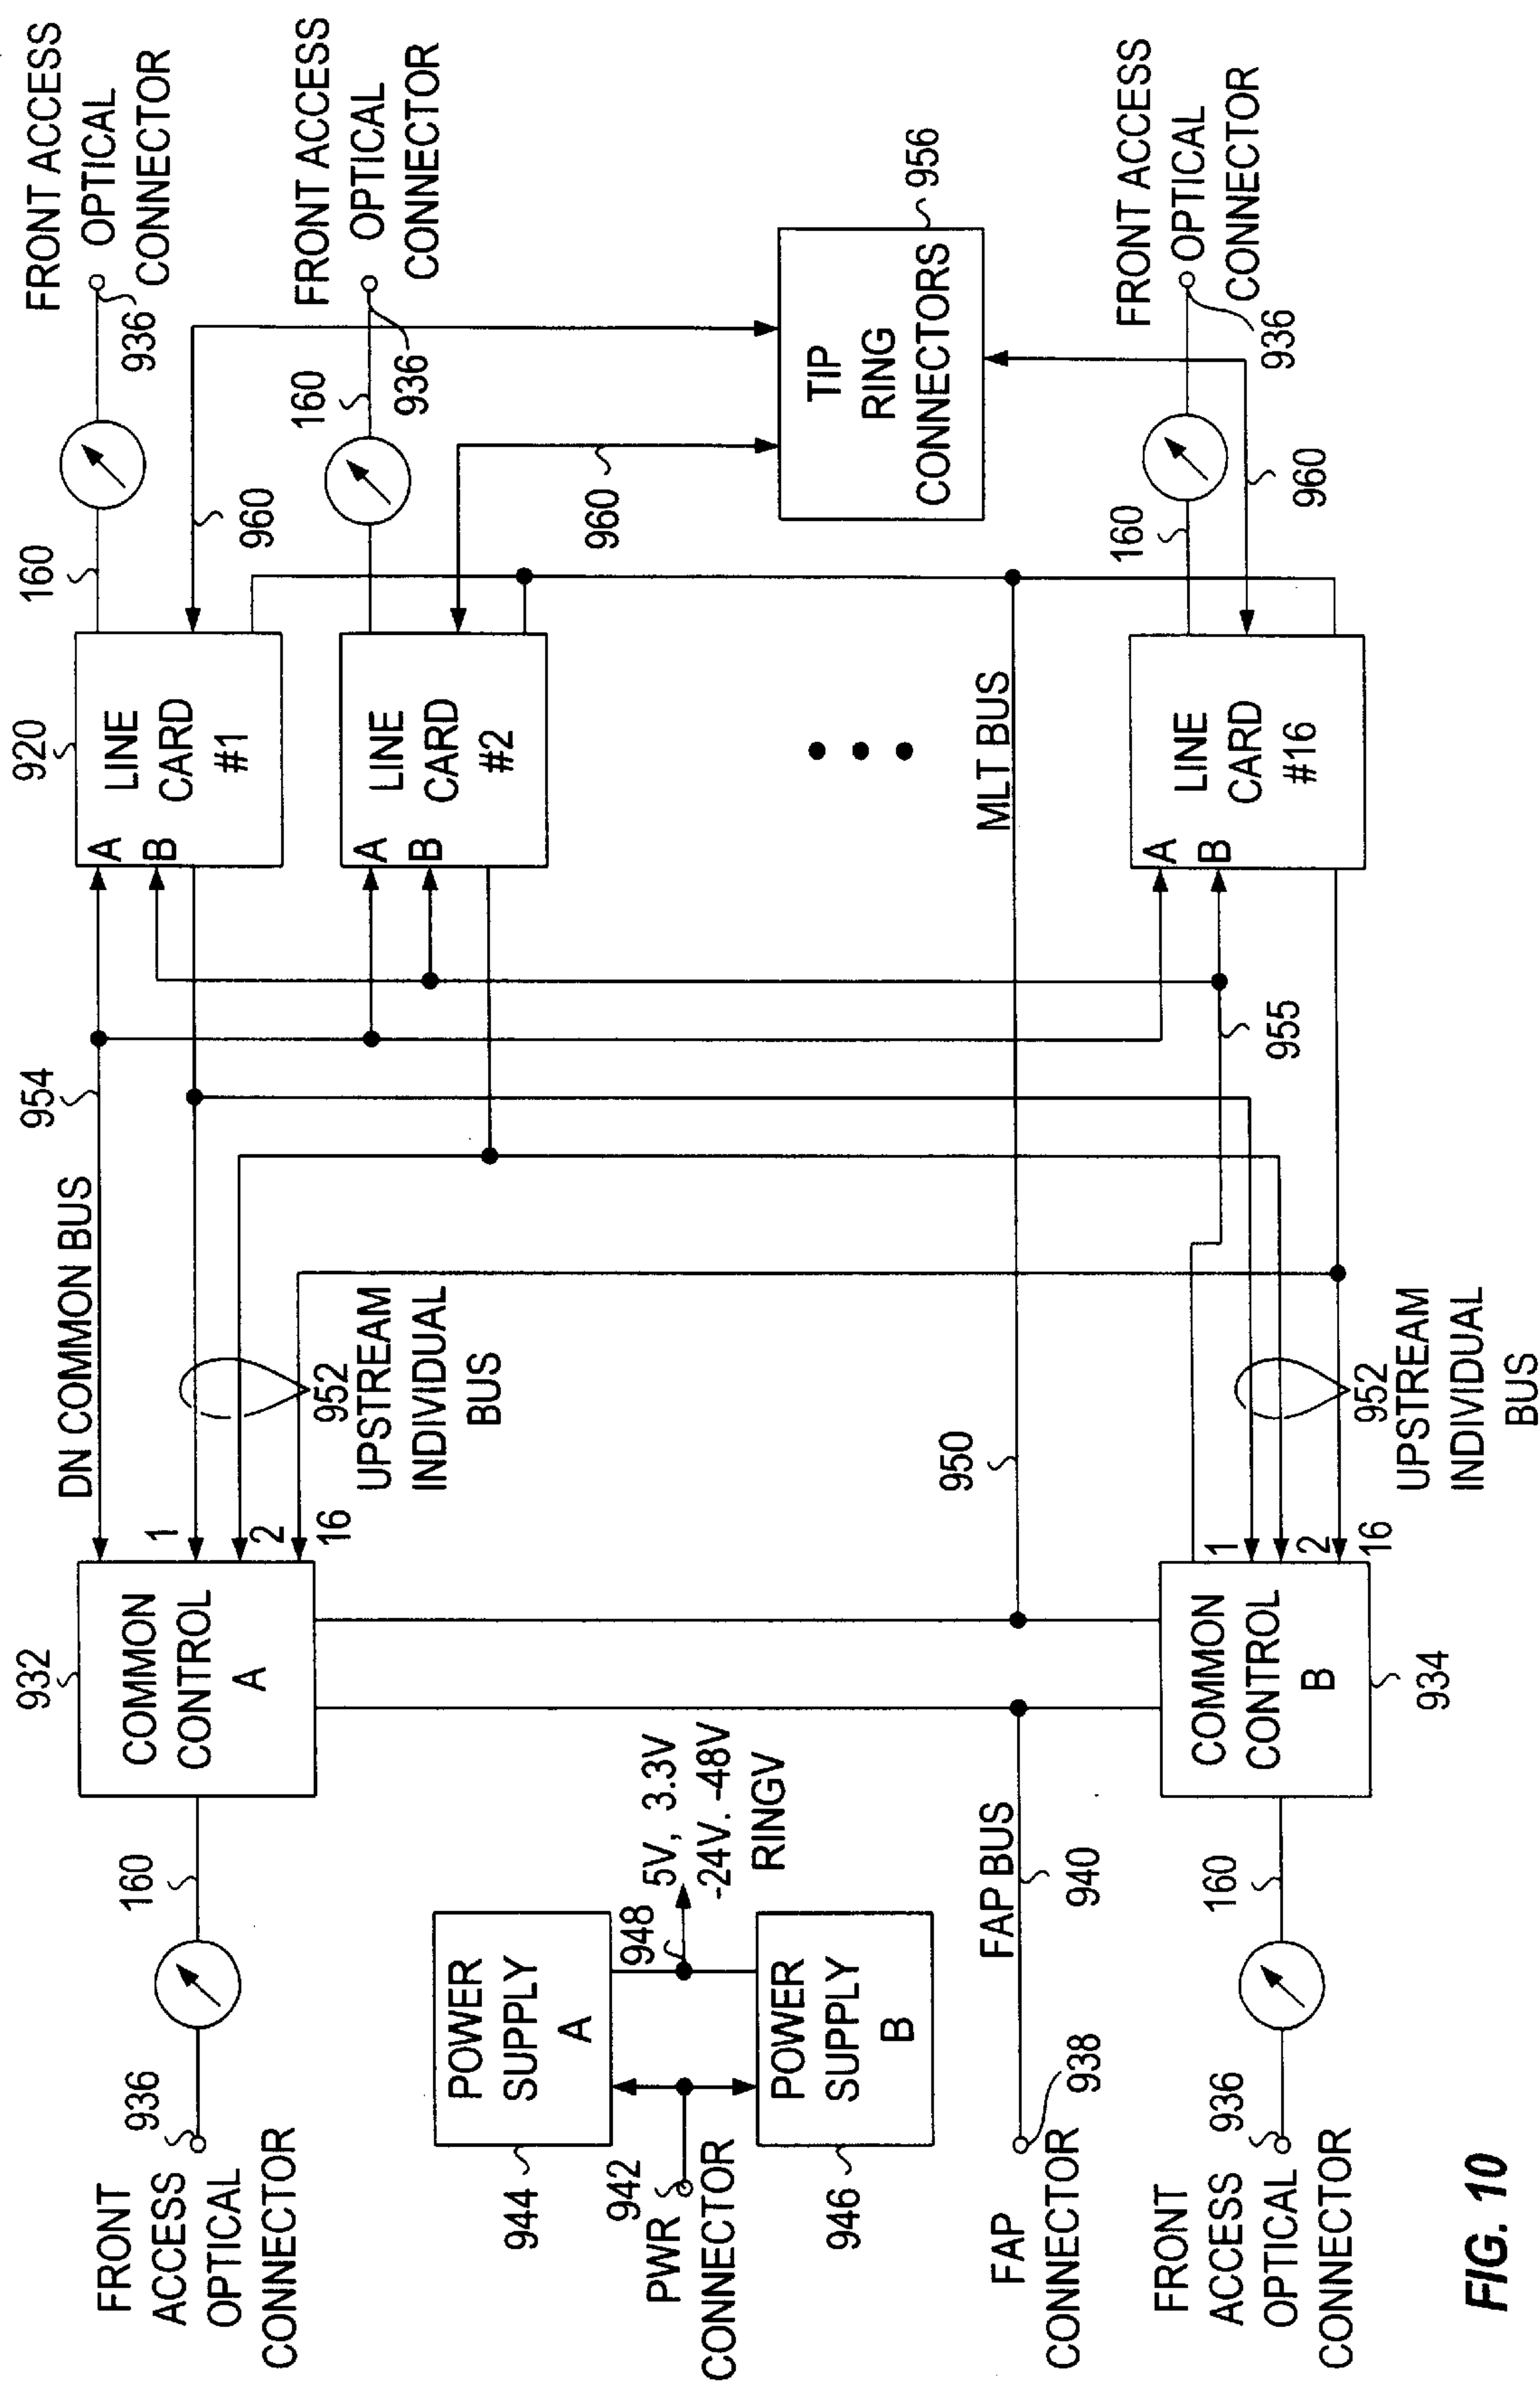 FRONT
ACCESS
OPTICAL
CONNECTOR
936
160
932
COMMON
CONTROL
A
1
2
16
DN COMMON BUS
954
952
UPSTREAM
INDIVIDUAL
BUS
920
A
B
LINE
CARD
#1
160
936
FRONT ACCESS
OPTICAL
CONNECTOR
960
A
B
LINE
CARD
#2
160
936
FRONT ACCESS
OPTICAL
CONNECTOR
960
944
POWER
SUPPLY
A
942
PWR
CONNECTOR
948
5V, 3.3V
-24V. -48V
RINGV
946
POWER
SUPPLY
B
TIP
RING
CONNECTORS
956
FAP
CONNECTOR
938
FAP BUS
940
950
MLT BUS
FRONT
ACCESS
OPTICAL
CONNECTOR
936
160
COMMON
CONTROL
B
934
1
2
16
952
UPSTREAM
INDIVIDUAL
BUS
955
A
B
LINE
CARD
#16
160
960
936
FRONT ACCESS
OPTICAL
CONNECTOR
FIG. 10